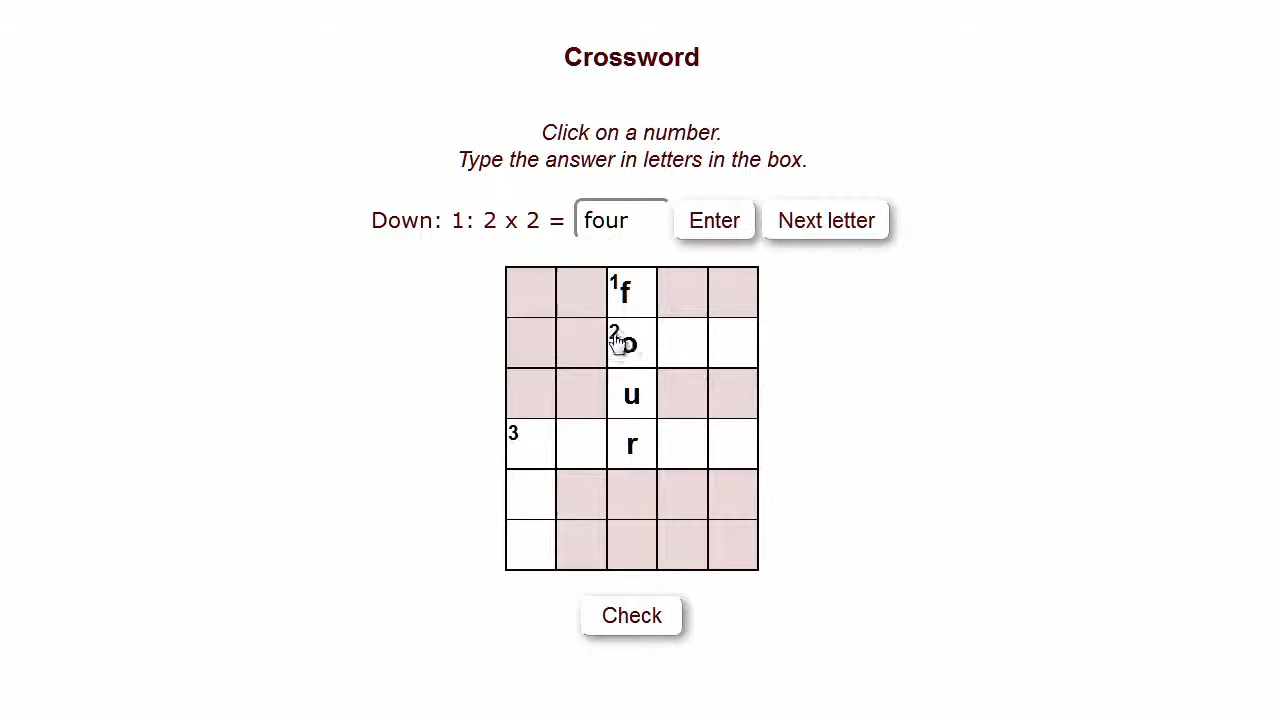 Crossword
Click on a number.
Type the answer in letters in the box.
Down: 1: 2 x 2 = four Enter Next letter
1 f
2 o
u
3 r
Check